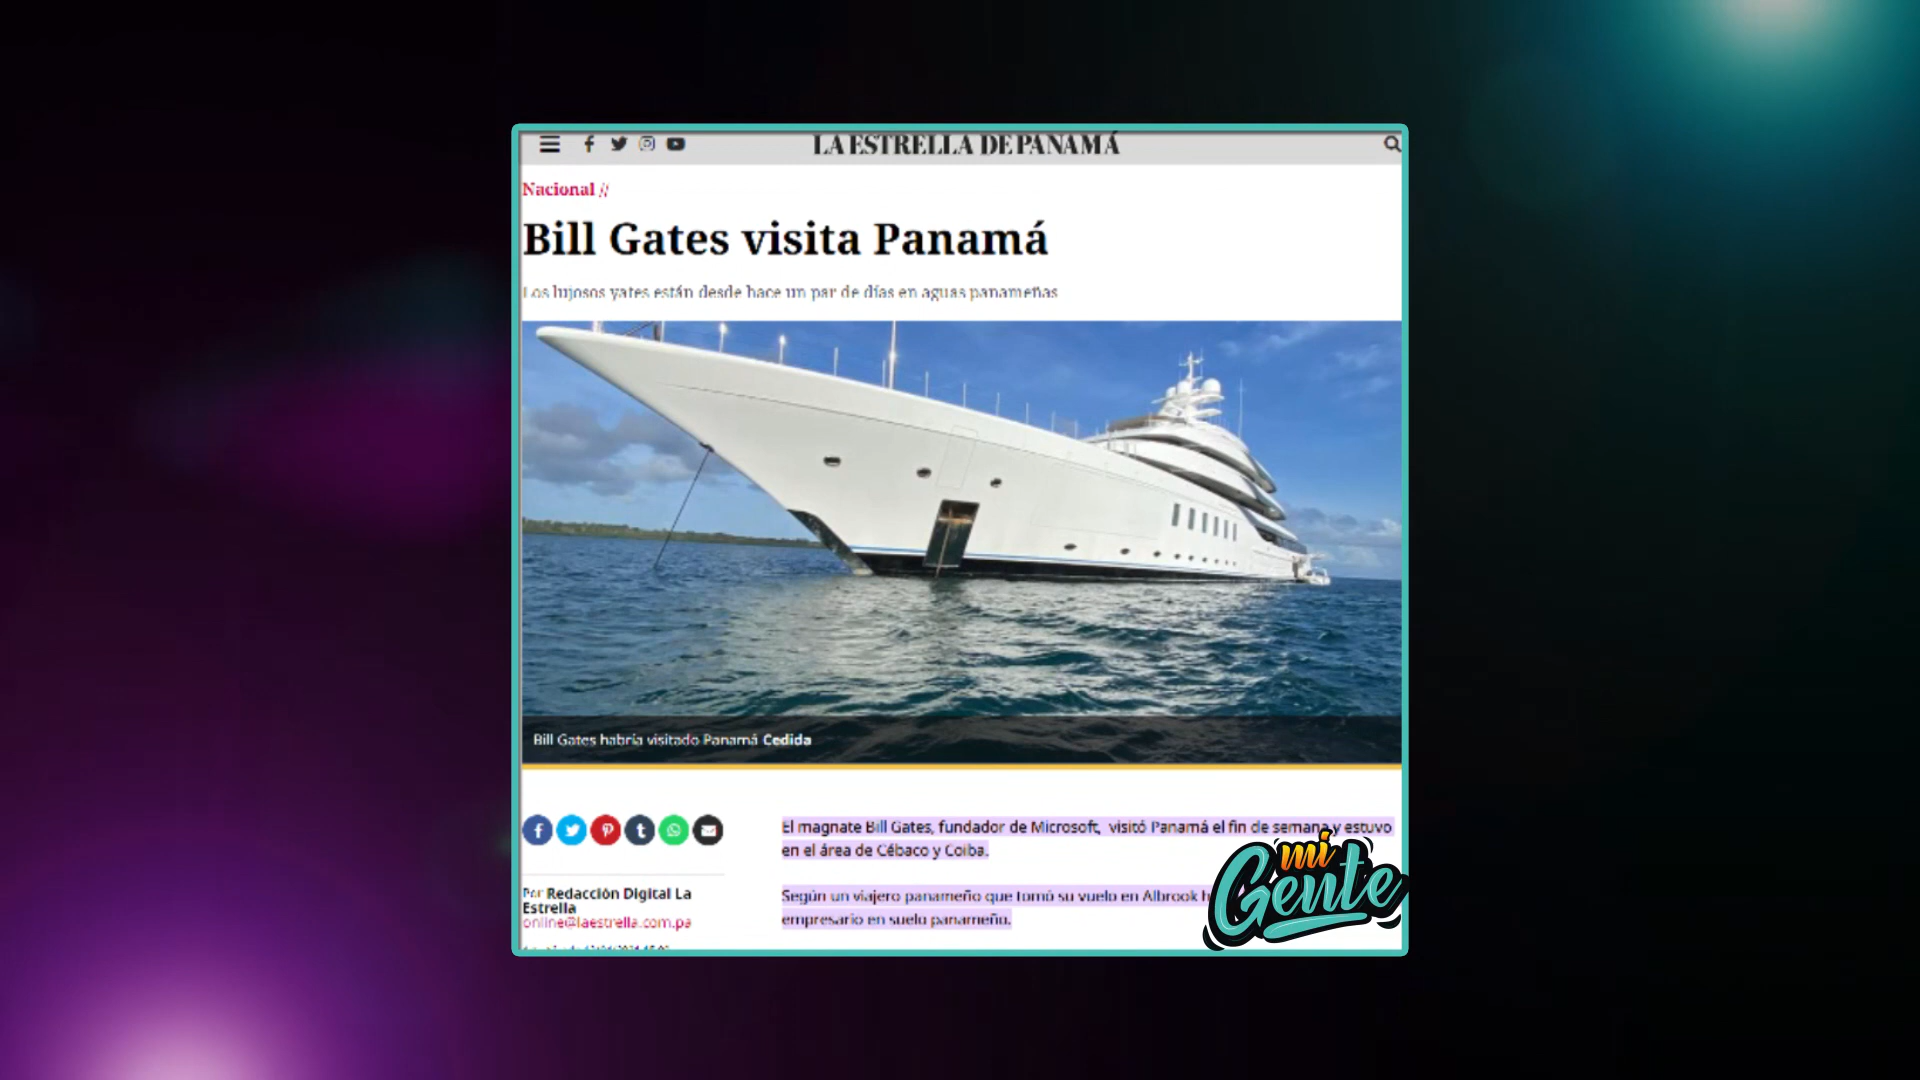 LA ESTRELLA DE PANAMÁ
Nacional //
Bill Gates visita Panamá
Los lujosos yates están desde hace un par de días en aguas panameñas
Bill Gates habría visitado Panamá Cedida
El magnate Bill Gates, fundador de Microsoft, visitó Panamá el fin de semana y estuvo
en el área de Cébaco y Coiba.
Según un viajero panameño que tomó su vuelo en Albrook
empresario en suelo panameño.
Por Redacción Digital La
Estrella
online@laestrella.com.pa
mi
Gente